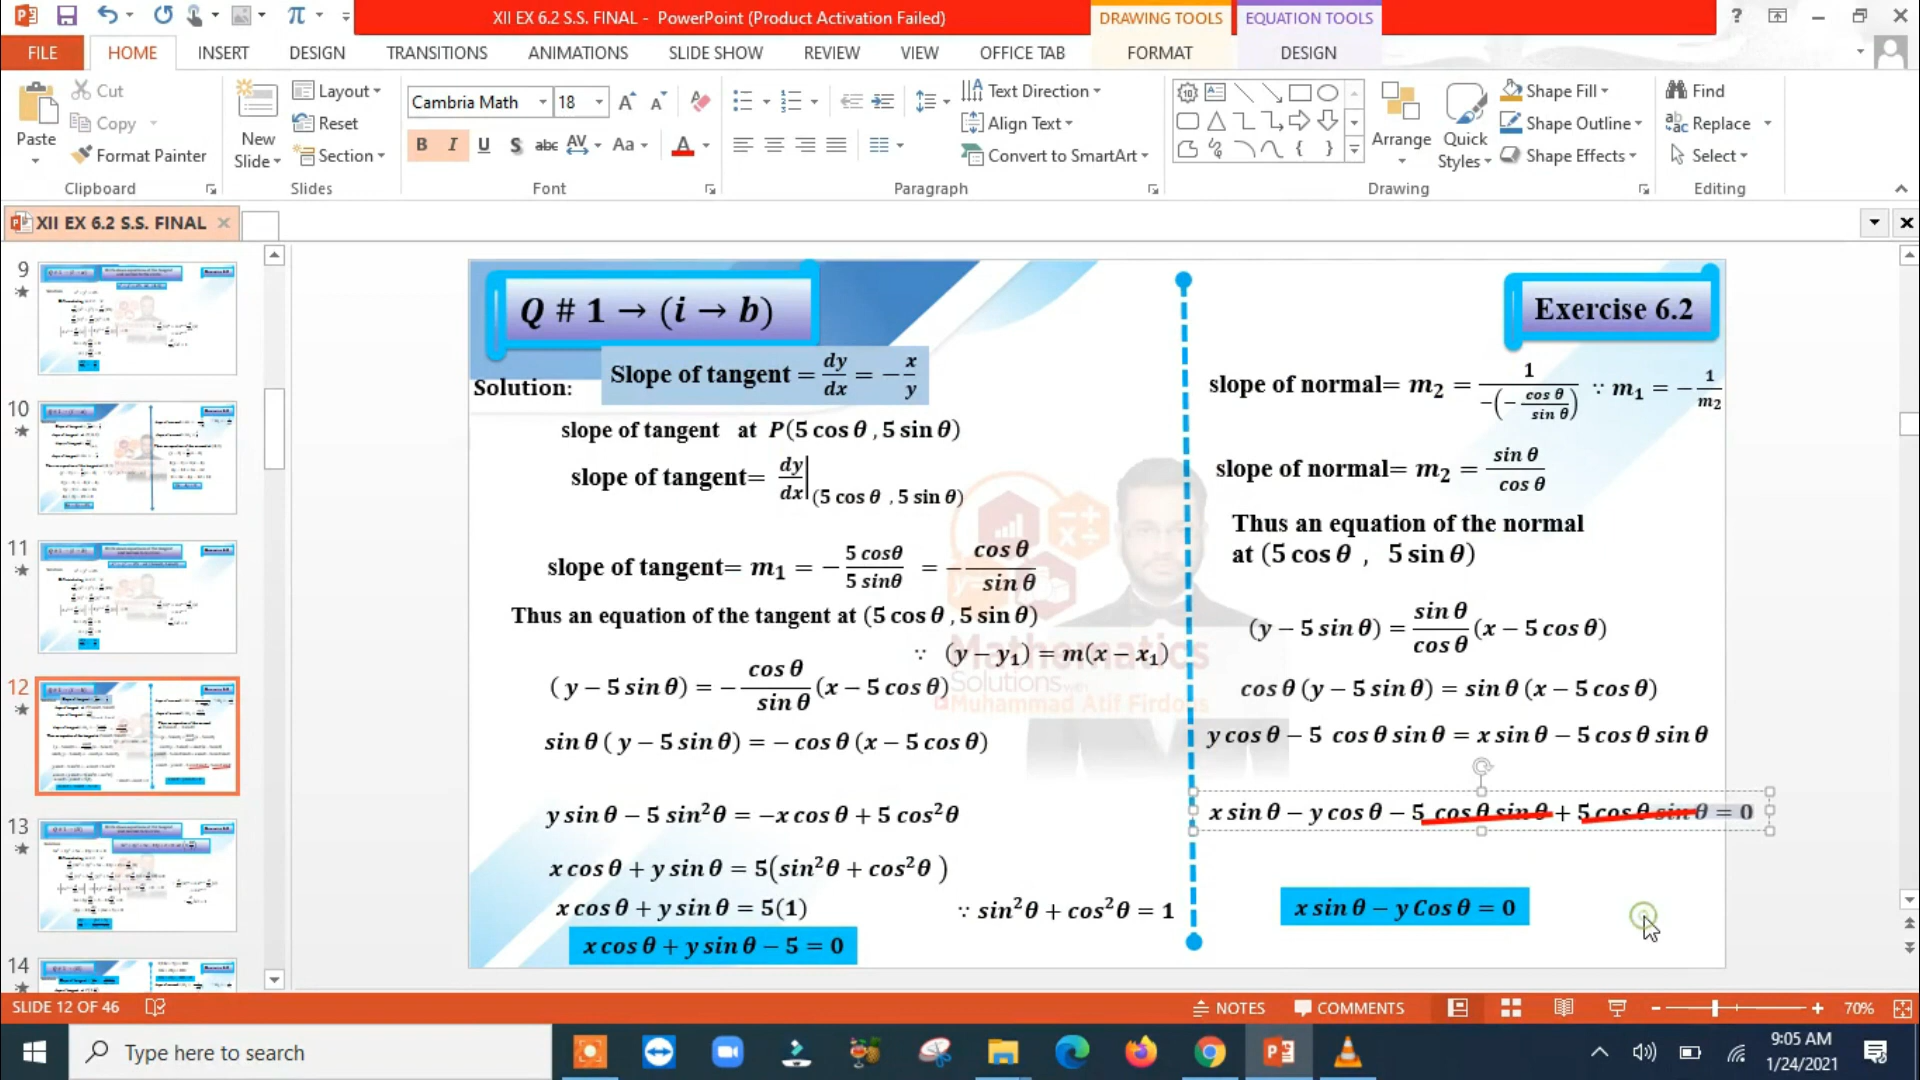 XII EX 6.2 S.S. FINAL - PowerPoint (Product Activation Failed)
DRAWING TOOLS
EQUATION TOOLS
FILE HOME INSERT DESIGN TRANSITIONS ANIMATIONS SLIDE SHOW REVIEW VIEW OFFICE TAB FORMAT DESIGN
Paste
Cut
Copy
Format Painter
Clipboard
New Slide
Layout
Reset
Section
Slides
Cambria Math 18
B I U S abc AV Aa A
Font
Text Direction
Align Text
Convert to SmartArt
Paragraph
Arrange
Quick Styles
Shape Fill
Shape Outline
Shape Effects
Drawing
Find
Replace
Select
Editing
XII EX 6.2 S.S. FINAL
9
10
11
12
13
14
Q # 1 → (i → b)
Exercise 6.2
Solution:
Slope of tangent = dy/dx = − x/y
slope of tangent at P(5 cos θ , 5 sin θ)
slope of tangent= dy/dx|(5 cos θ , 5 sin θ)
slope of tangent= m₁ = − 5 cosθ/5 sinθ = − cos θ/sin θ
Thus an equation of the tangent at (5 cos θ , 5 sin θ)
∵ (y − y₁) = m(x − x₁)
( y − 5 sin θ) = − cos θ/sin θ (x − 5 cos θ)
sin θ ( y − 5 sin θ) = − cos θ (x − 5 cos θ)
y sin θ − 5 sin²θ = −x cos θ + 5 cos²θ
x cos θ + y sin θ = 5(sin²θ + cos²θ )
x cos θ + y sin θ = 5(1) ∵ sin²θ + cos²θ = 1
x cos θ + y sin θ − 5 = 0
slope of normal= m₂ = 1/−(− cos θ/sin θ) ∵ m₁ = − 1/m₂
slope of normal= m₂ = sin θ/cos θ
Thus an equation of the normal
at (5 cos θ , 5 sin θ)
(y − 5 sin θ) = sin θ/cos θ (x − 5 cos θ)
cos θ (y − 5 sin θ) = sin θ (x − 5 cos θ)
y cos θ − 5 cos θ sin θ = x sin θ − 5 cos θ sin θ
x sin θ − y cos θ − 5 cos θ sin θ + 5 cos θ sin θ = 0
x sin θ − y Cos θ = 0
Mathematics
Solutions with
Muhammad Atif Firdous
SLIDE 12 OF 46
NOTES
COMMENTS
70%
Type here to search
9:05 AM
1/24/2021